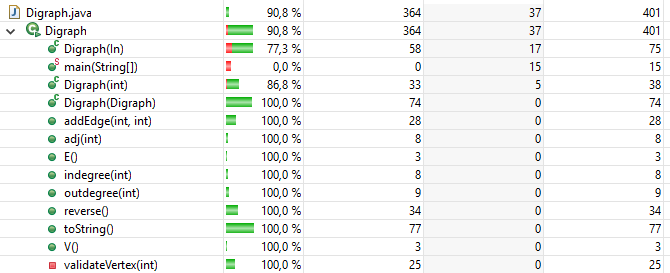 Digraph.java 90,8 % 364 37 401
Digraph 90,8 % 364 37 401
Digraph(In) 77,3 % 58 17 75
main(String[]) 0,0 % 0 15 15
Digraph(int) 86,8 % 33 5 38
Digraph(Digraph) 100,0 % 74 0 74
addEdge(int, int) 100,0 % 28 0 28
adj(int) 100,0 % 8 0 8
E() 100,0 % 3 0 3
indegree(int) 100,0 % 8 0 8
outdegree(int) 100,0 % 9 0 9
reverse() 100,0 % 34 0 34
toString() 100,0 % 77 0 77
V() 100,0 % 3 0 3
validateVertex(int) 100,0 % 25 0 25